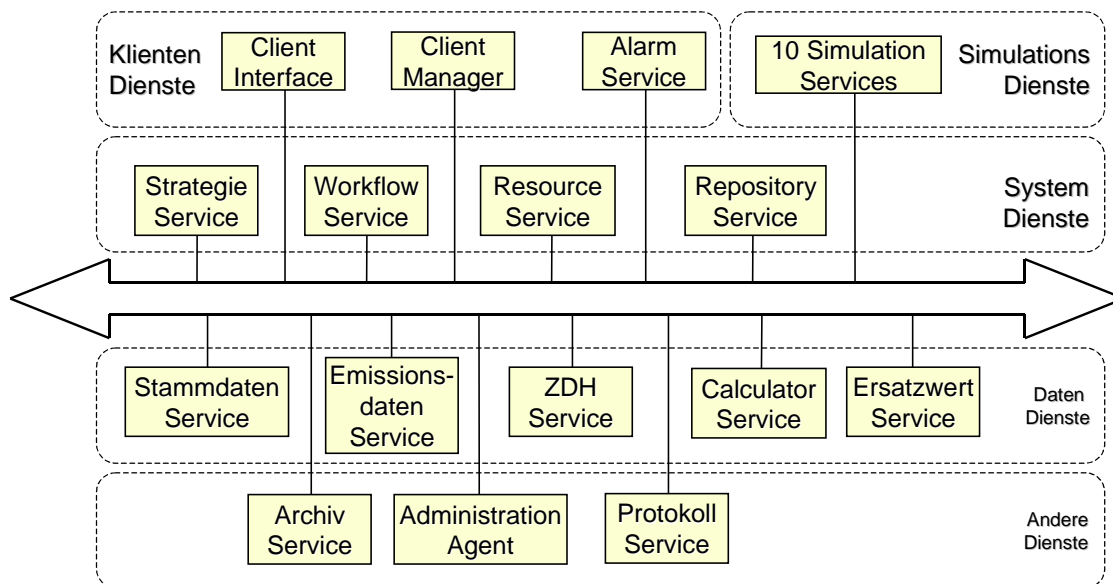 Klienten
Dienste
Client
Interface
Client
Manager
Alarm
Service
10 Simulation
Services
Simulations
Dienste
Strategie
Service
Workflow
Service
Resource
Service
Repository
Service
System
Dienste
Stammdaten
Service
Emissions-
daten
Service
ZDH
Service
Calculator
Service
Ersatzwert
Service
Daten
Dienste
Archiv
Service
Administration
Agent
Protokoll
Service
Andere
Dienste